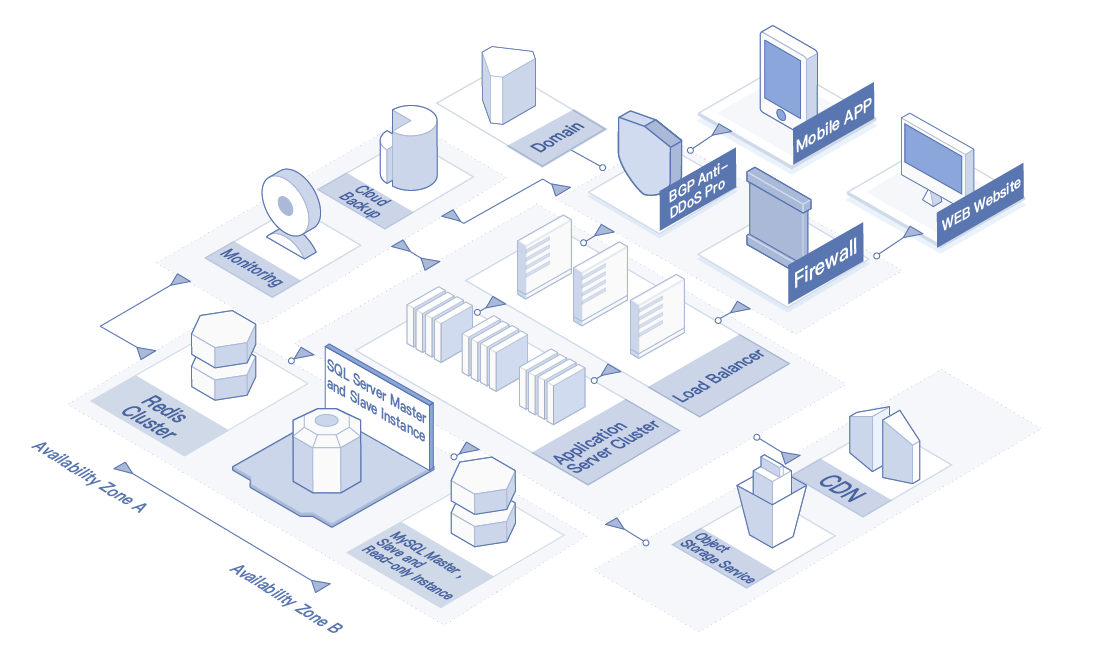 Mobile APP
Domain
BGP Anti-
DDoS Pro
WEB Website
Cloud
Backup
Firewall
Monitoring
Load Balancer
SQL Server Master
and Slave Instance
Redis
Cluster
Application
Server Cluster
CDN
Object
Storage Service
MySQL Master ,
Slave and
Read-only Instance
Availability Zone A
Availability Zone B